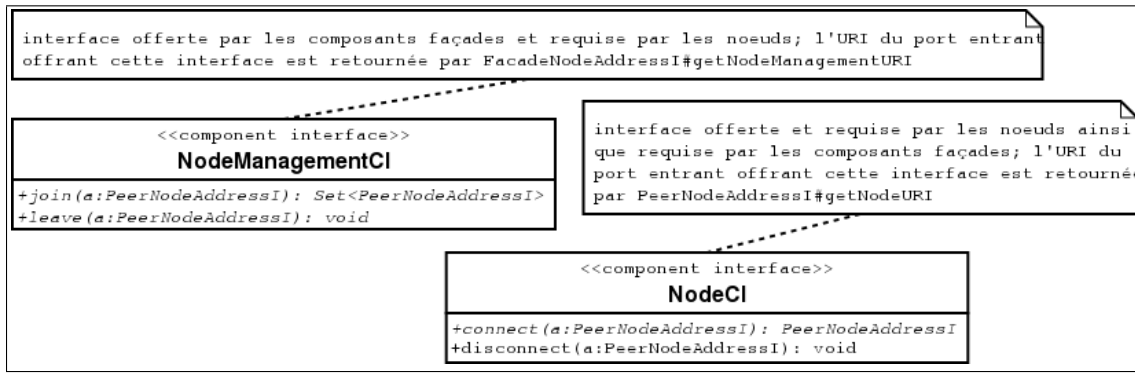 interface offerte par les composants façades et requise par les noeuds; l'URI du port entrant
offrant cette interface est retournée par FacadeNodeAddressI#getNodeManagementURI
<<component interface>>
NodeManagementCI
+join(a:PeerNodeAddressI): Set<PeerNodeAddressI>
+leave(a:PeerNodeAddressI): void
interface offerte et requise par les noeuds ainsi
que requise par les composants façades; l'URI du
port entrant offrant cette interface est retournée
par PeerNodeAddressI#getNodeURI
<<component interface>>
NodeCI
+connect(a:PeerNodeAddressI): PeerNodeAddressI
+disconnect(a:PeerNodeAddressI): void